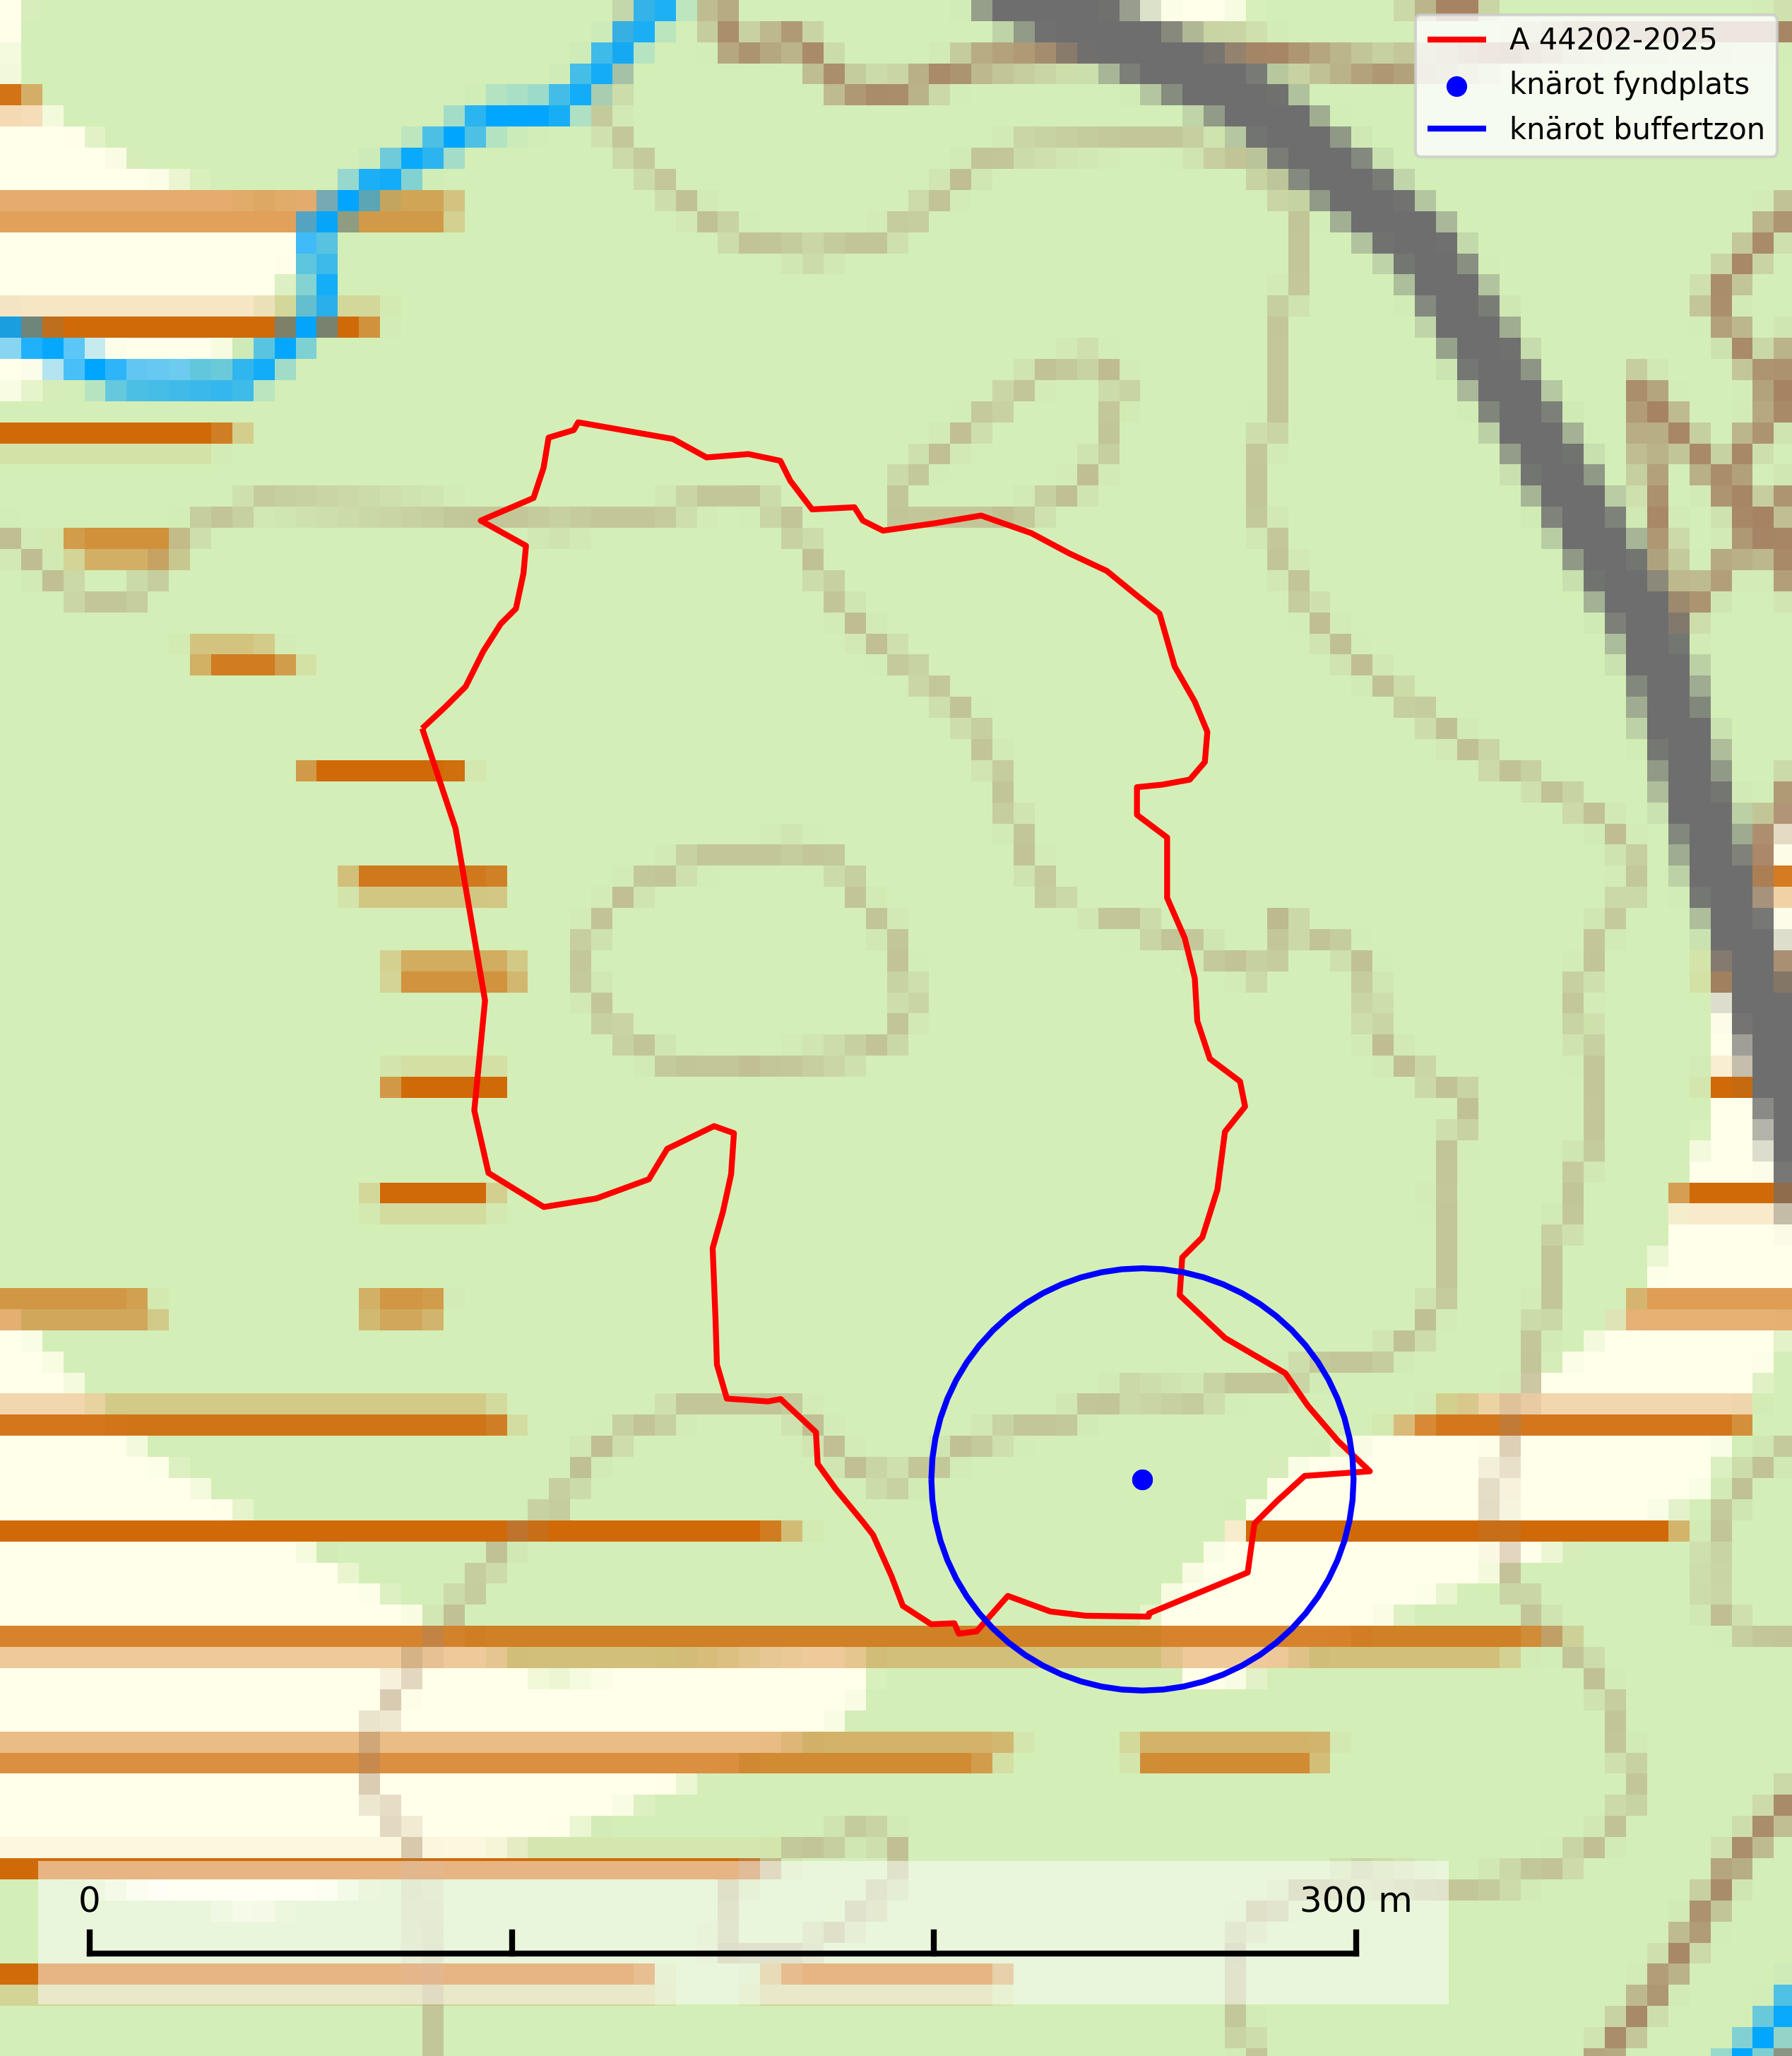 A 44202-2025
knärot fyndplats
knärot buffertzon
0
300 m